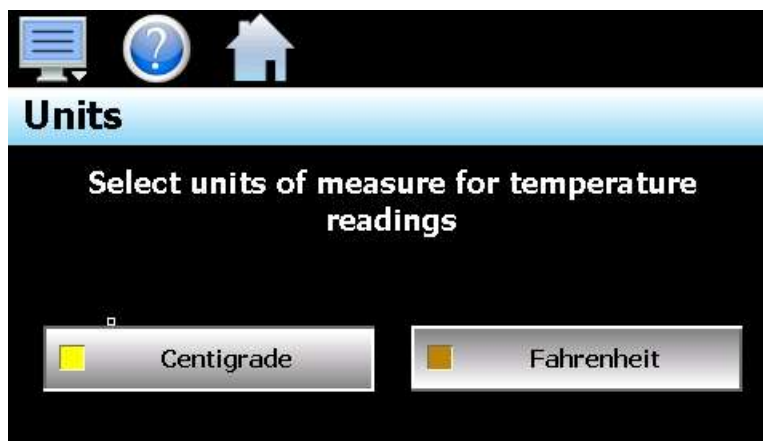 ?
Units
Select units of measure for temperature
readings
Centigrade
Fahrenheit